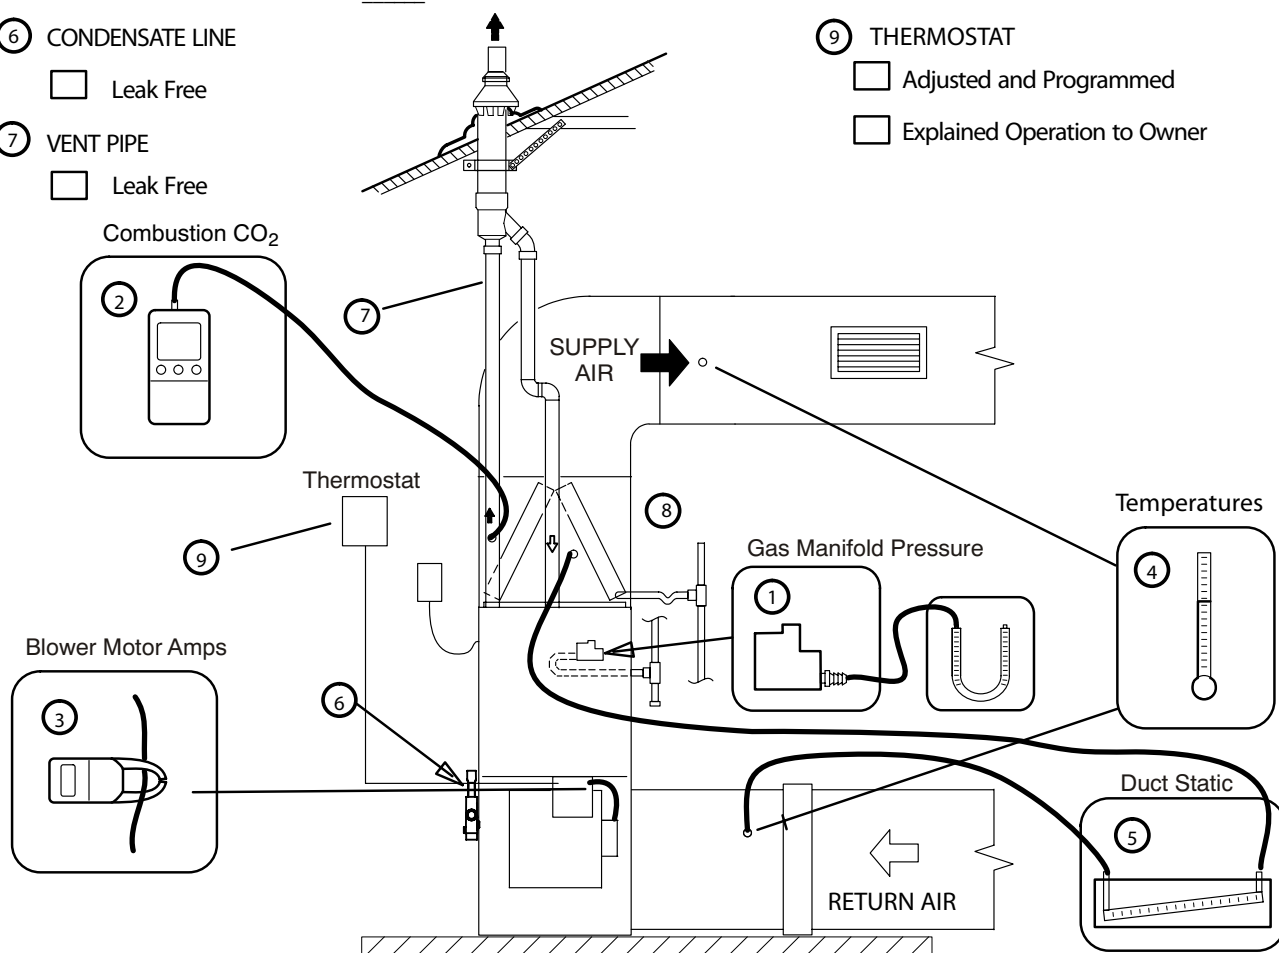 6 CONDENSATE LINE
Leak Free
7 VENT PIPE
Leak Free
9 THERMOSTAT
Adjusted and Programmed
Explained Operation to Owner
Combustion CO2
2
7
SUPPLY
AIR
Thermostat
9
8
Temperatures
4
Gas Manifold Pressure
1
Blower Motor Amps
3
6
Duct Static
5
RETURN AIR